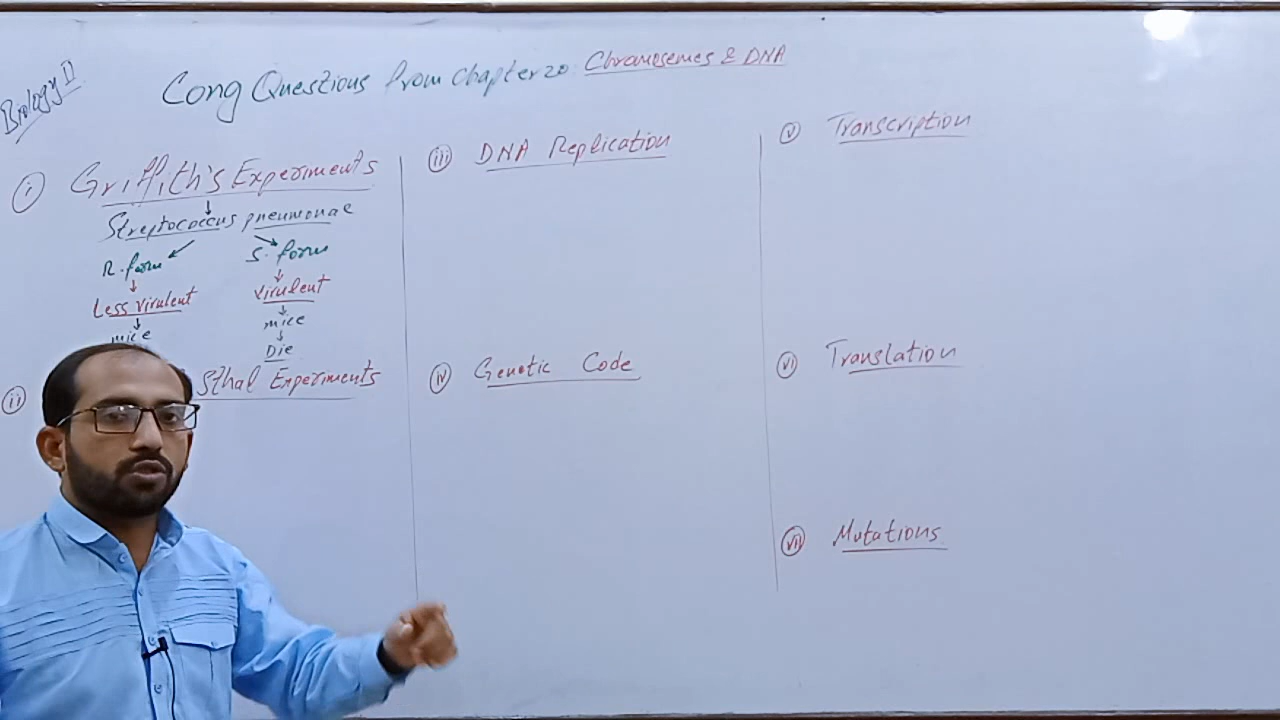 Biology II
Long Questions from Chapter 20: Chromosemes & DNA
i Griffith's Experiments
Streptococcus pneumonae
R. form S. form
Less virulent virulent
mice mice
Die
ii Sthal Experiments
iii DNA Replication
iv Genetic Code
v Transcription
vi Translation
vii Mutations